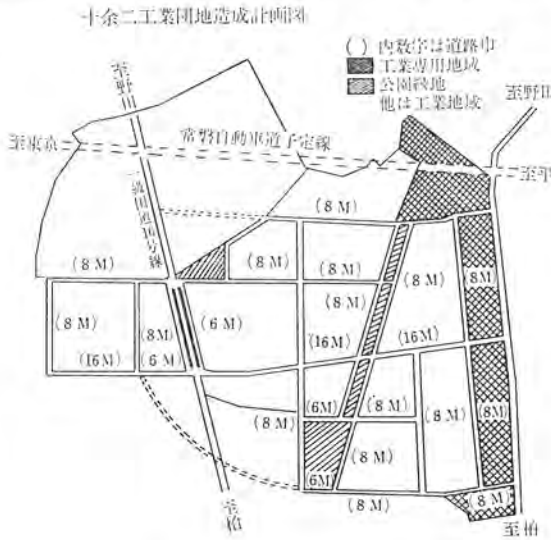 十余二工業団地造成計画図
( ) 内数字は道路巾
工業専用地域
公園緑地
他は工業地域
至野田
至野田
至東京
常磐自動車道予定線
至平
一級国道16号線
(8M)
(8M)
(8M)
(8M)
(8M)
(8M)
(8M)
(8M)
(8M)
(8M)
(6M)
(16M)
(16M)
(16M)
6M)
(8M)
(6M)
(8M)
(8M)
(8M)
(8M)
(6M)
(8M)
(8M)
至柏
至柏